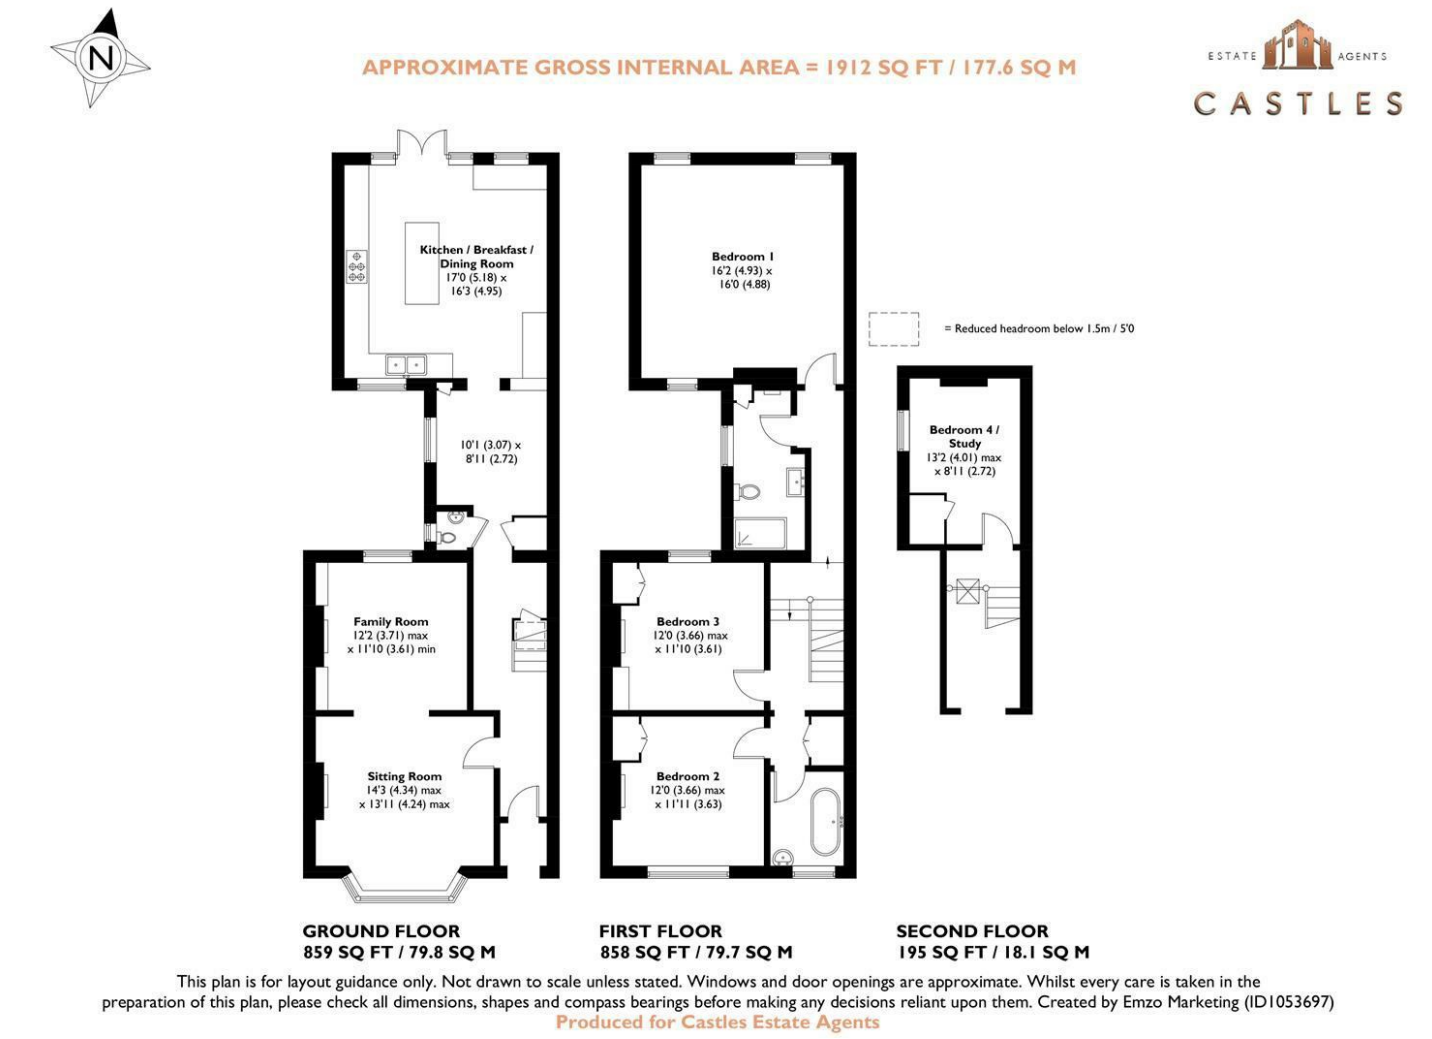 N
APPROXIMATE GROSS INTERNAL AREA = 1912 SQ FT / 177.6 SQ M
ESTATE AGENTS
CASTLES
Kitchen / Breakfast /
Dining Room
17'0 (5.18) x
16'3 (4.95)
10'1 (3.07) x
8'11 (2.72)
Family Room
12'2 (3.71) max
x 11'10 (3.61) min
Sitting Room
14'3 (4.34) max
x 13'11 (4.24) max
Bedroom 1
16'2 (4.93) x
16'0 (4.88)
Bedroom 3
12'0 (3.66) max
x 11'10 (3.61)
Bedroom 2
12'0 (3.66) max
x 11'11 (3.63)
= Reduced headroom below 1.5m / 5'0
Bedroom 4 /
Study
13'2 (4.01) max
x 8'11 (2.72)
GROUND FLOOR
859 SQ FT / 79.8 SQ M
FIRST FLOOR
858 SQ FT / 79.7 SQ M
SECOND FLOOR
195 SQ FT / 18.1 SQ M
This plan is for layout guidance only. Not drawn to scale unless stated. Windows and door openings are approximate. Whilst every care is taken in the
preparation of this plan, please check all dimensions, shapes and compass bearings before making any decisions reliant upon them. Created by Emzo Marketing (ID1053697)
Produced for Castles Estate Agents